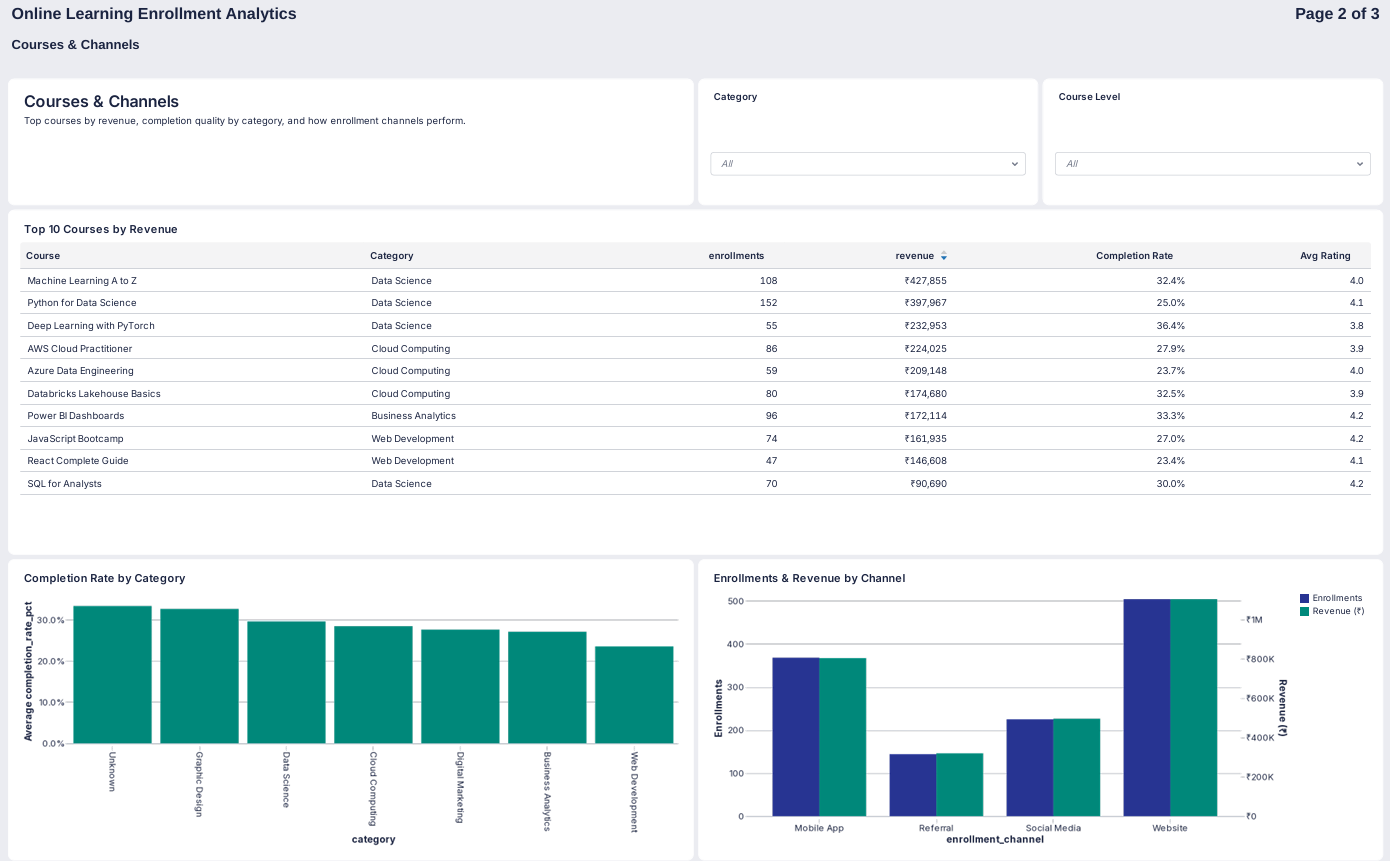 Online Learning Enrollment Analytics
Page 2 of 3
Courses & Channels
Courses & Channels
Top courses by revenue, completion quality by category, and how enrollment channels perform.
Category
All
Course Level
All
Top 10 Courses by Revenue
Course Category enrollments revenue Completion Rate Avg Rating
Machine Learning A to Z Data Science 108 ₹427,855 32.4% 4.0
Python for Data Science Data Science 152 ₹397,967 25.0% 4.1
Deep Learning with PyTorch Data Science 55 ₹232,953 36.4% 3.8
AWS Cloud Practitioner Cloud Computing 86 ₹224,025 27.9% 3.9
Azure Data Engineering Cloud Computing 59 ₹209,148 23.7% 4.0
Databricks Lakehouse Basics Cloud Computing 80 ₹174,680 32.5% 3.9
Power BI Dashboards Business Analytics 96 ₹172,114 33.3% 4.2
JavaScript Bootcamp Web Development 74 ₹161,935 27.0% 4.2
React Complete Guide Web Development 47 ₹146,608 23.4% 4.1
SQL for Analysts Data Science 70 ₹90,690 30.0% 4.2
Completion Rate by Category
Average completion_rate_pct
30.0%
20.0%
10.0%
0.0%
Unknown
Graphic Design
Data Science
Cloud Computing
Digital Marketing
Business Analytics
Web Development
category
Enrollments & Revenue by Channel
Enrollments
500
400
300
200
100
0
Mobile App
Referral
Social Media
Website
enrollment_channel
₹1M
₹800K
₹600K
₹400K
₹200K
₹0
Revenue (₹)
Enrollments
Revenue (₹)